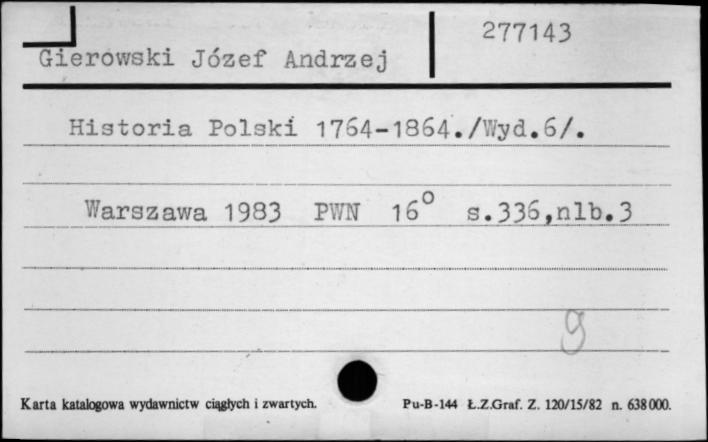 277143
Gierowski Józef Andrzej
Historia Polski 1764-1864./Wyd.6/.
Warszawa 1983 PWN 16° s.336,nlb.3
g
Karta katalogowa wydawnictw ciągłych i zwartych. Pu-B-144 Ł.Z.Graf. Z. 120/15/82 n. 638000.